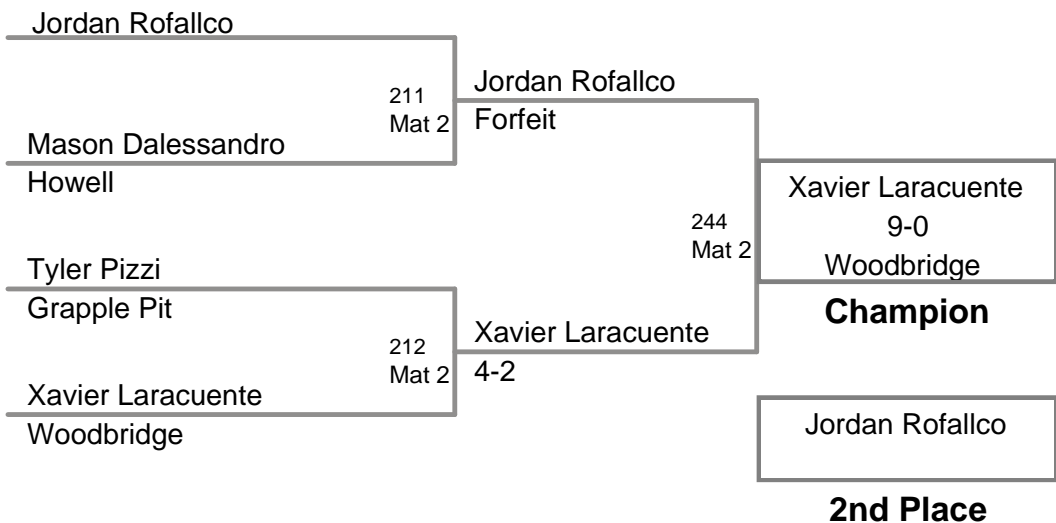 Jordan Rofallco
Mason Dalessandro
Howell
211
Mat 2
Jordan Rofallco
Forfeit
Tyler Pizzi
Grapple Pit
Xavier Laracuente
Woodbridge
212
Mat 2
Xavier Laracuente
4-2
244
Mat 2
Xavier Laracuente
9-0
Woodbridge
Champion
Jordan Rofallco
2nd Place